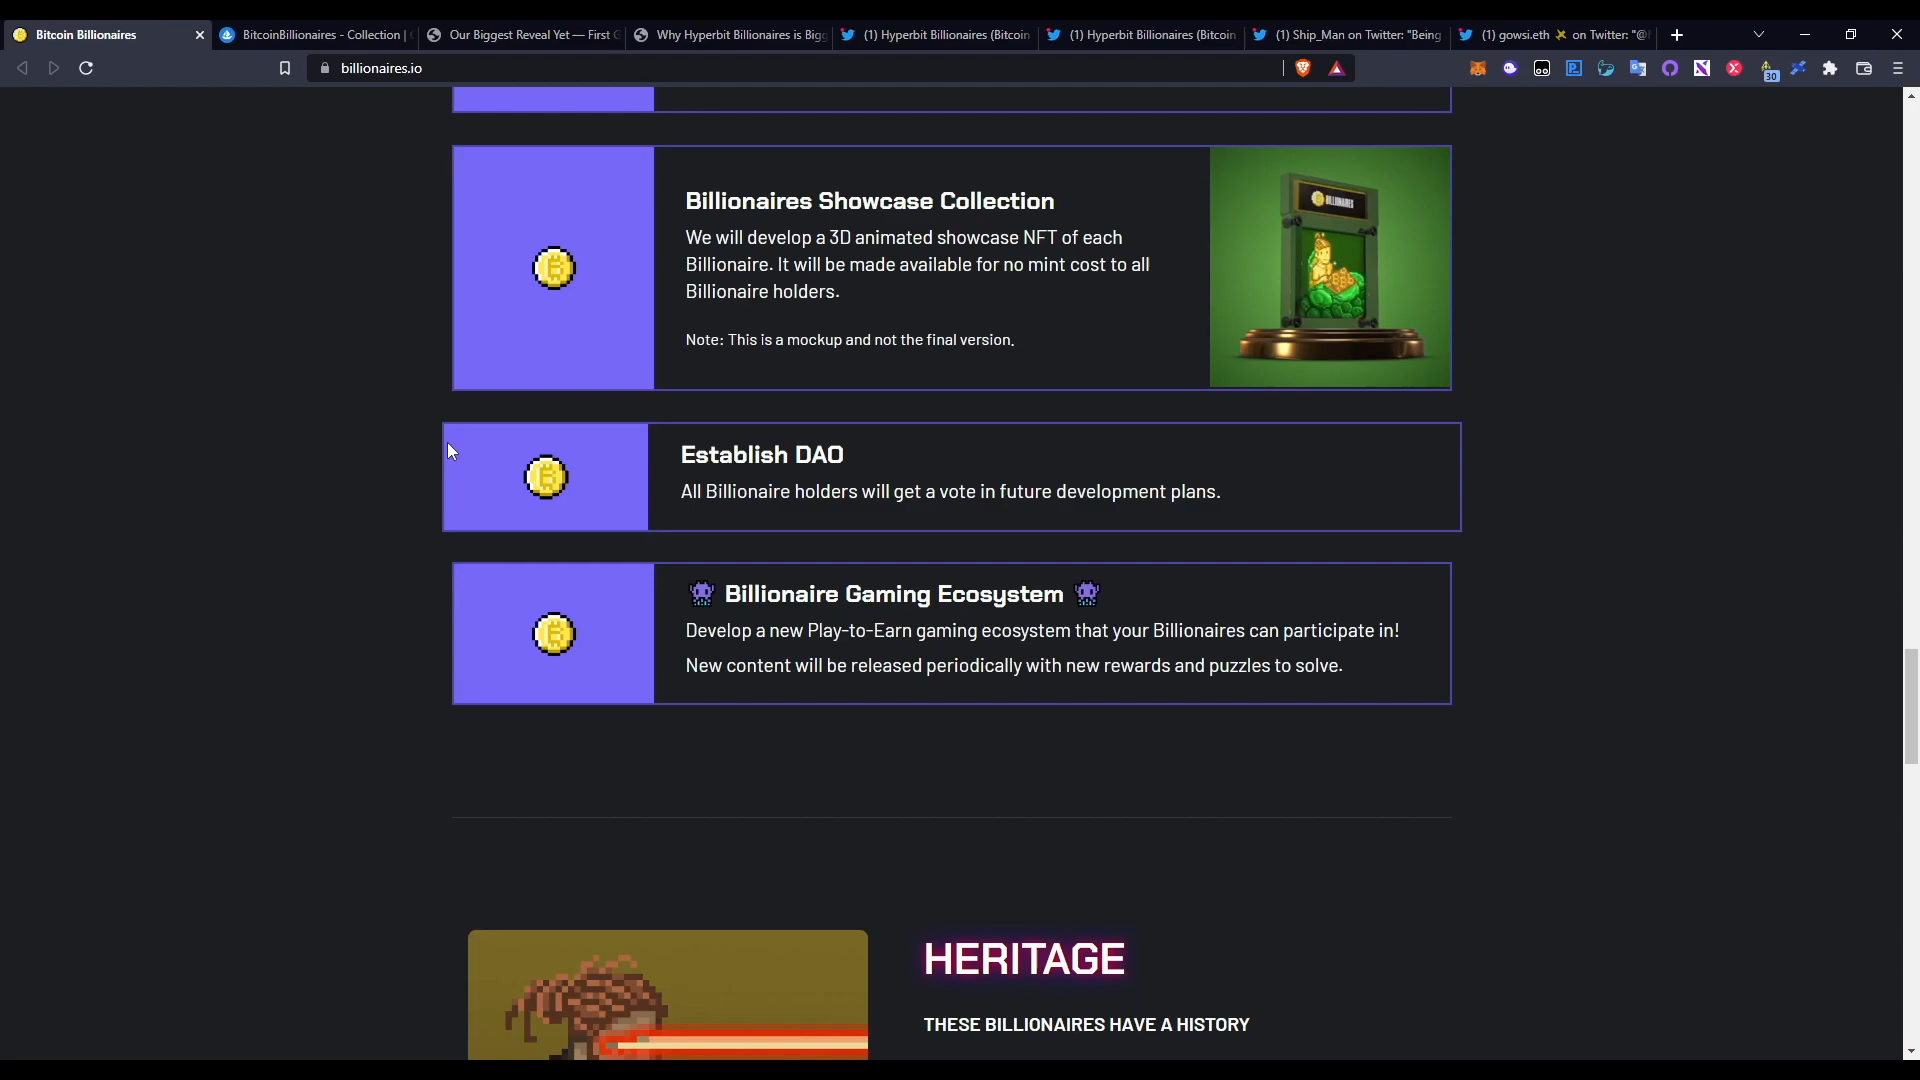 Bitcoin Billionaires
BitcoinBillionaires - Collection |
Our Biggest Reveal Yet — First
Why Hyperbit Billionaires is Bigg
(1) Hyperbit Billionaires (Bitcoin
(1) Hyperbit Billionaires (Bitcoin
(1) Ship_Man on Twitter: "Being
(1) gowsi.eth on Twitter: "@
billionaires.io
30
Billionaires Showcase Collection
We will develop a 3D animated showcase NFT of each
Billionaire. It will be made available for no mint cost to all
Billionaire holders.
Note: This is a mockup and not the final version.
BILLIONAIRES
Establish DAO
All Billionaire holders will get a vote in future development plans.
Billionaire Gaming Ecosystem
Develop a new Play-to-Earn gaming ecosystem that your Billionaires can participate in!
New content will be released periodically with new rewards and puzzles to solve.
HERITAGE
THESE BILLIONAIRES HAVE A HISTORY